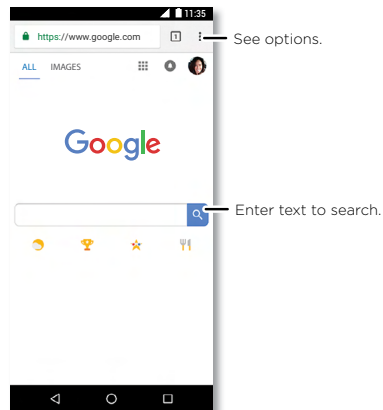 11:35
https://www.google.com 1
See options.
ALL IMAGES
Google
Enter text to search.